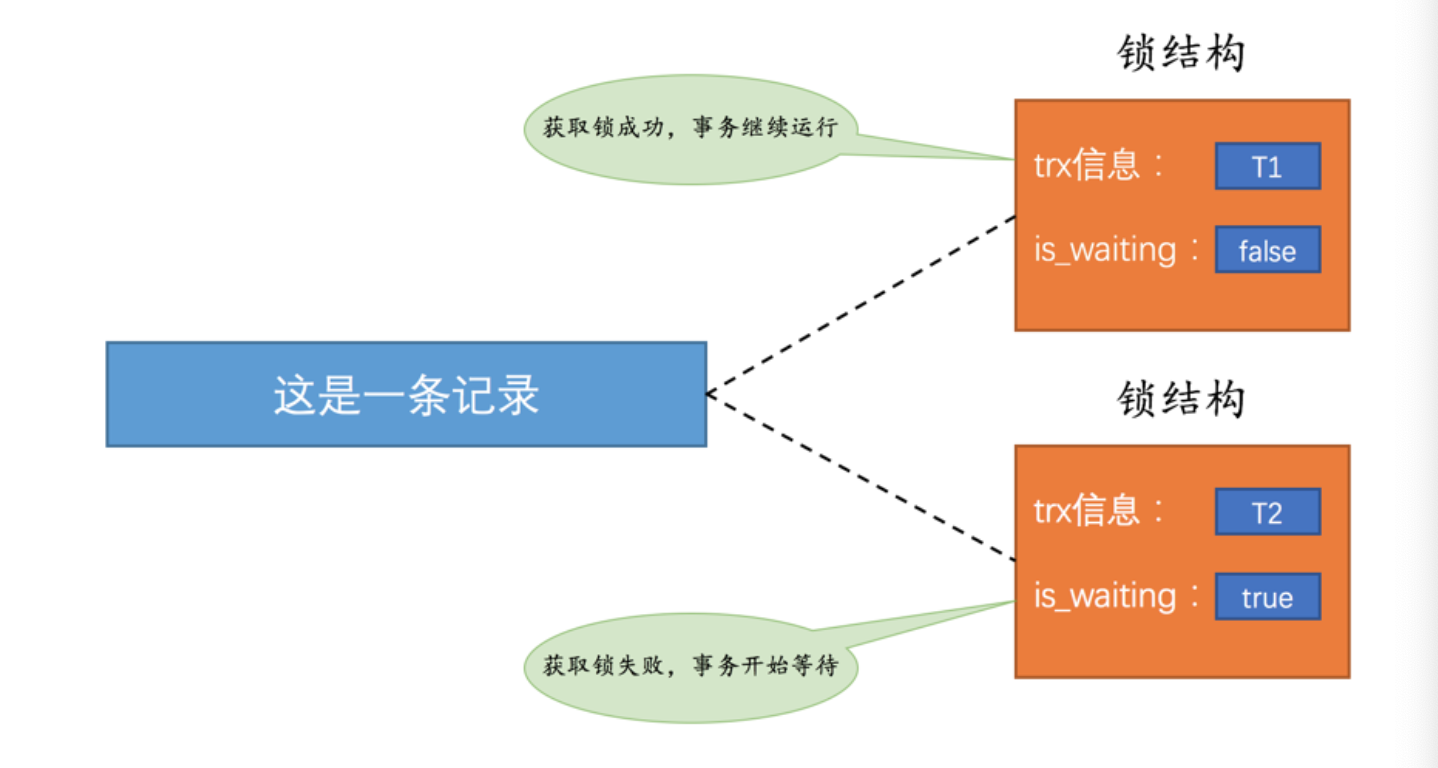 锁结构
获取锁成功，事务继续运行
trx信息： T1
is_waiting： false
这是一条记录
锁结构
trx信息： T2
is_waiting： true
获取锁失败，事务开始等待